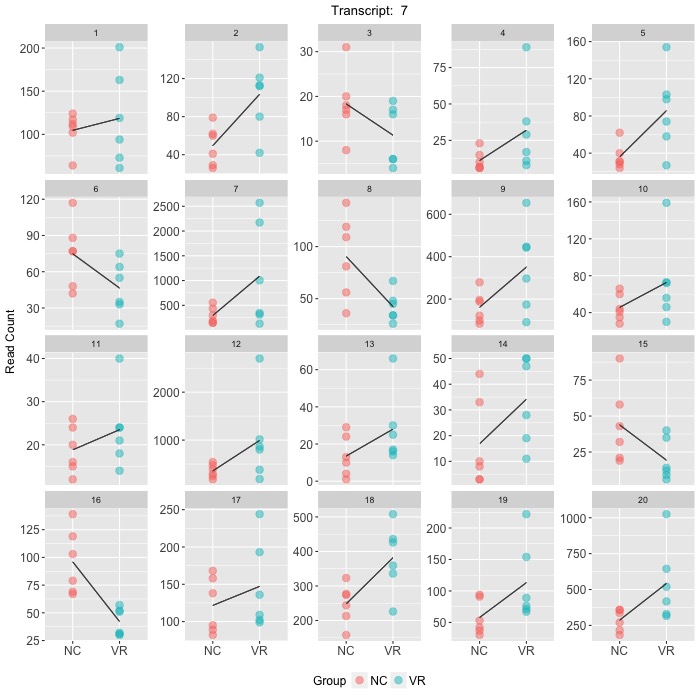 Transcript: 7
1 2 3 4 5
200 150 100
120 80 40
30 20 10
75 50 25
160 120 80 40
6 7 8 9 10
120 90 60 30
2500 2000 1500 1000 500
100 50
600 400 200
160 120 80 40
Read Count
11 12 13 14 15
40 30 20
2000 1000
60 40 20 0
50 40 30 20 10
75 50 25
16 17 18 19 20
125 100 75 50 25
250 200 150 100
500 400 300 200
200 150 100 50
1000 750 500 250
NC VR NC VR NC VR NC VR NC VR
Group NC VR